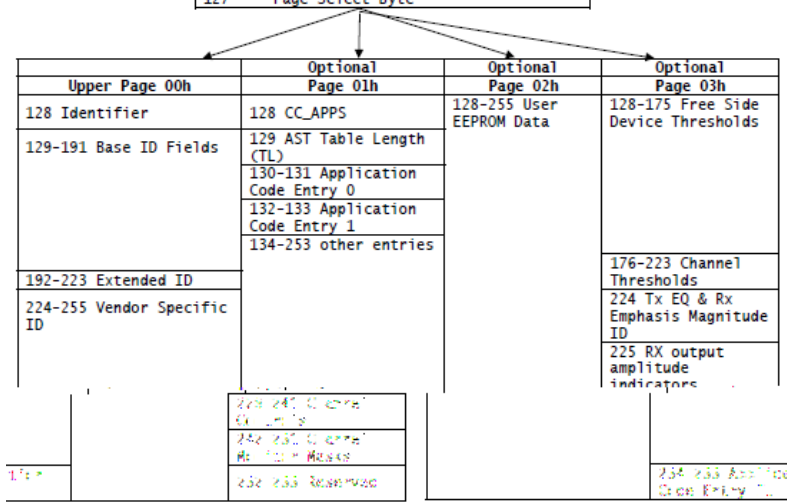 127 Page Select Byte
Optional
Optional
Optional
Upper Page 00h
Page 01h
Page 02h
Page 03h
128 Identifier
129-191 Base ID Fields
192-223 Extended ID
224-255 Vendor Specific
ID
128 CC_APPS
129 AST Table Length
(TL)
130-131 Application
Code Entry 0
132-133 Application
Code Entry 1
134-253 other entries
128-255 User
EEPROM Data
128-175 Free Side
Device Thresholds
176-223 Channel
Thresholds
224 Tx EQ & Rx
Emphasis Magnitude
ID
225 RX output
amplitude
indicators
Masks
Reserved
Entry